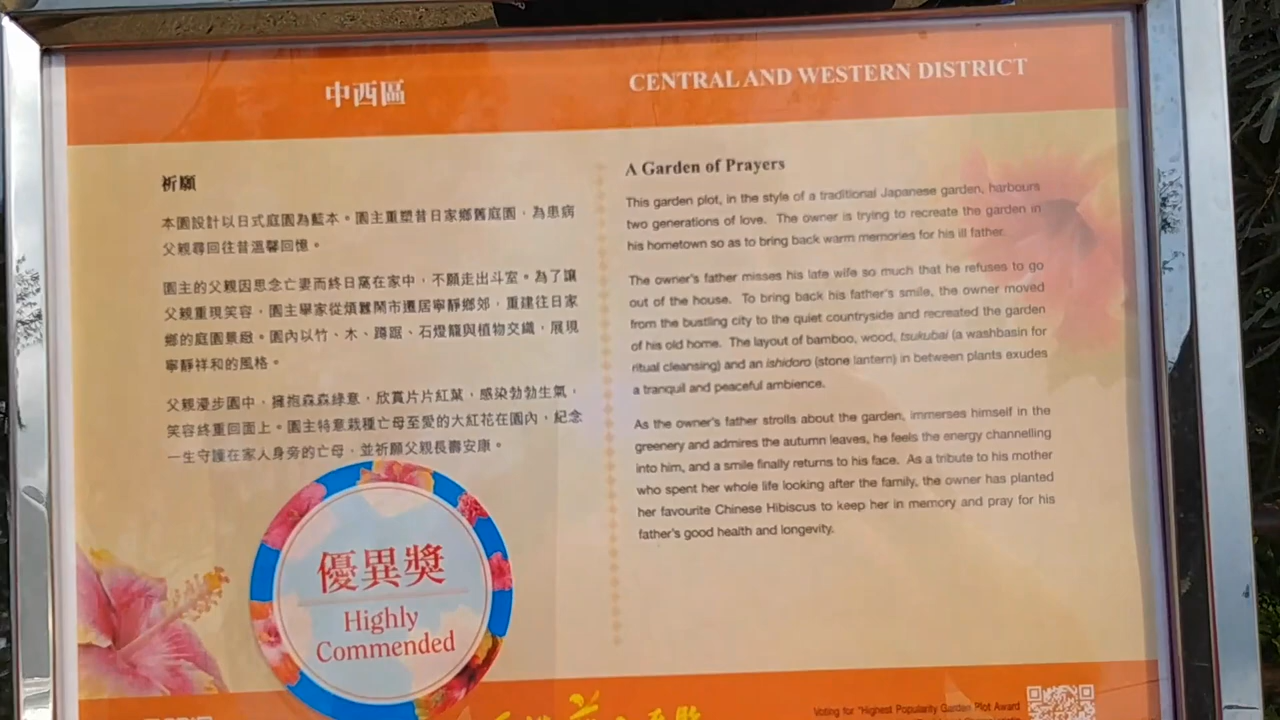 中西區
CENTRAL AND WESTERN DISTRICT
祈願
本園設計以日式庭園為藍本。園主重塑昔日家鄉舊庭園，為患病
父親尋回往昔溫馨回憶。
園主的父親因思念亡妻而終日窩在家中，不願走出斗室。為了讓
父親重現笑容，園主舉家從煩囂鬧市遷居寧靜鄉郊，重建往日家
鄉的庭園景緻。園內以竹、木、蹲踞、石燈籠與植物交織，展現
寧靜祥和的風格。
父親漫步園中，擁抱森森綠意，欣賞片片紅葉，感染勃勃生氣，
笑容終重回面上。園主特意栽種亡母至愛的大紅花在園內，紀念
一生守護在家人身旁的亡母，並祈願父親長壽安康。
A Garden of Prayers
This garden plot, in the style of a traditional Japanese garden, harbours
two generations of love. The owner is trying to recreate the garden in
his hometown so as to bring back warm memories for his ill father.
The owner's father misses his late wife so much that he refuses to go
out of the house. To bring back his father's smile, the owner moved
from the bustling city to the quiet countryside and recreated the garden
of his old home. The layout of bamboo, wood, tsukubai (a washbasin for
ritual cleansing) and an ishidoro (stone lantern) in between plants exudes
a tranquil and peaceful ambience.
As the owner's father strolls about the garden, immerses himself in the
greenery and admires the autumn leaves, he feels the energy channelling
into him, and a smile finally returns to his face. As a tribute to his mother
who spent her whole life looking after the family, the owner has planted
her favourite Chinese Hibiscus to keep her in memory and pray for his
father's good health and longevity.
優異獎
Highly
Commended
Voting for "Highest Popularity Garden Plot Award